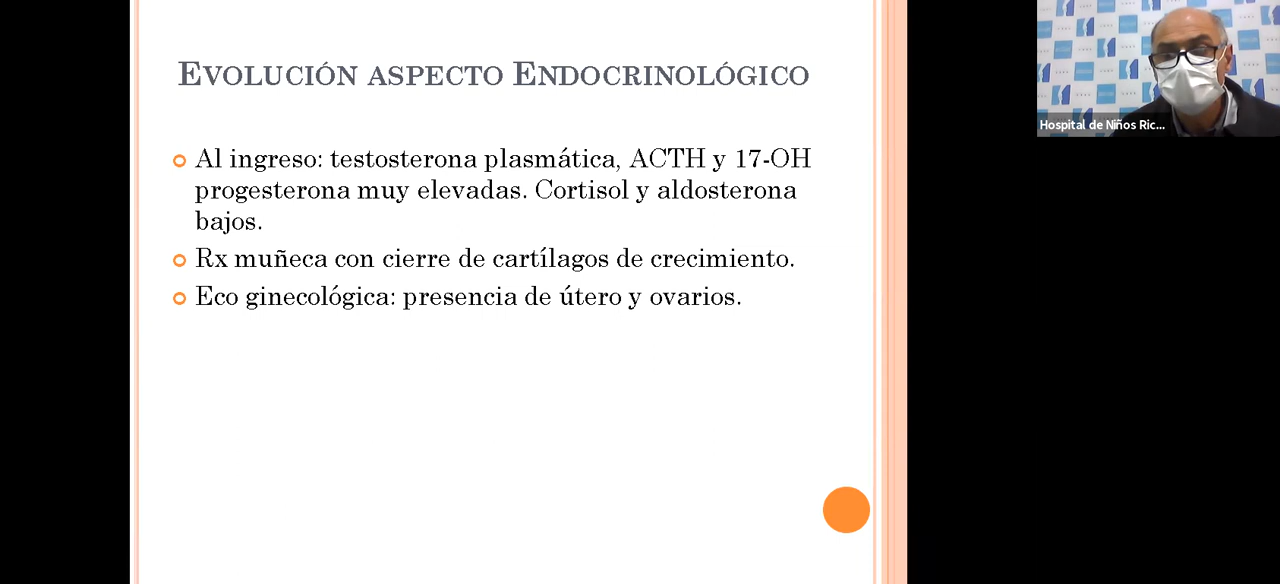 EVOLUCIÓN ASPECTO ENDOCRINOLÓGICO
Al ingreso: testosterona plasmática, ACTH y 17-OH
progesterona muy elevadas. Cortisol y aldosterona
bajos.
Rx muñeca con cierre de cartílagos de crecimiento.
Eco ginecológica: presencia de útero y ovarios.
Hospital de Niños Ric...